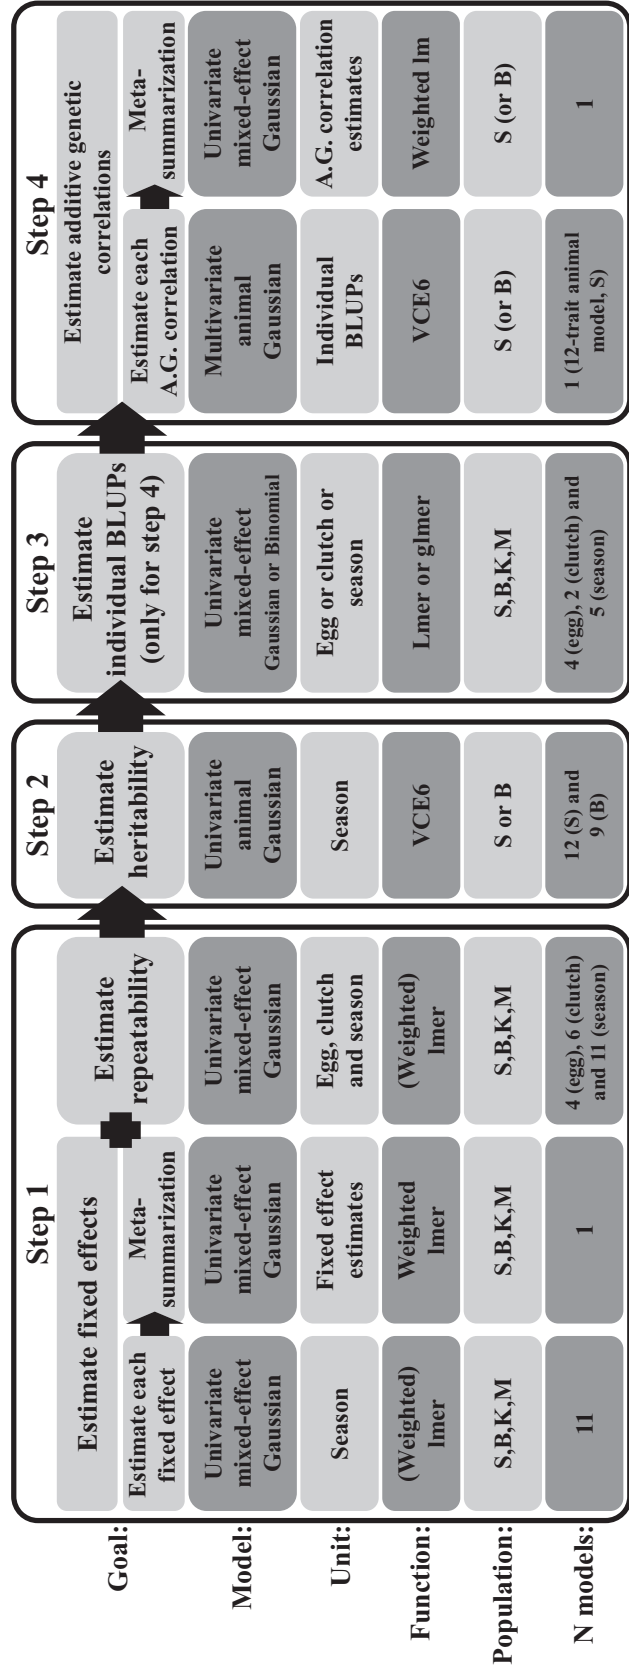 Step 1
Step 2
Step 3
Step 4
Goal:
Estimate fixed effects
Estimate each
fixed effect
Meta-
summarization
Estimate
repeatability
Estimate
heritability
Estimate
individual BLUPs
(only for step 4)
Estimate additive genetic
correlations
Estimate each
A.G. correlation
Meta-
summarization
Model:
Univariate
mixed-effect
Gaussian
Univariate
mixed-effect
Gaussian
Univariate
mixed-effect
Gaussian
Univariate
animal
Gaussian
Univariate
mixed-effect
Gaussian or Binomial
Multivariate
animal
Gaussian
Univariate
mixed-effect
Gaussian
Unit:
Season
Fixed effect
estimates
Egg, clutch
and season
Season
Egg or clutch or
season
Individual
BLUPs
A.G. correlation
estimates
Function:
(Weighted)
lmer
Weighted
lmer
(Weighted)
lmer
VCE6
Lmer or glmer
VCE6
Weighted lm
Population:
S,B,K,M
S,B,K,M
S,B,K,M
S or B
S,B,K,M
S (or B)
S (or B)
N models:
11
1
4 (egg), 6 (clutch)
and 11 (season)
12 (S) and
9 (B)
4 (egg), 2 (clutch) and
5 (season)
1 (12-trait animal
model, S)
1